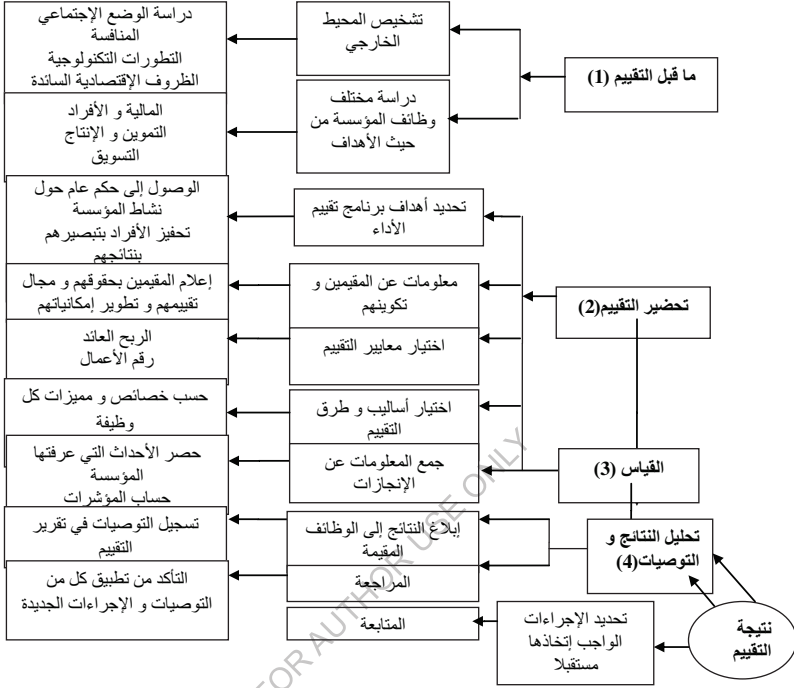 ما قبل التقييم (1)
تشخيص المحيط
الخارجي
دراسة الوضع الإجتماعي
المنافسة
التطورات التكنولوجية
الظروف الإقتصادية السائدة
دراسة مختلف
وظائف المؤسسة من
حيث الأهداف
المالية و الأفراد
التموين و الإنتاج
التسويق
تحضير التقييم(2)
تحديد أهداف برنامج تقييم
الأداء
الوصول إلى حكم عام حول
نشاط المؤسسة
تحفيز الأفراد بتبصيرهم
بنتائجهم
معلومات عن المقيمين و
تكوينهم
إعلام المقيمين بحقوقهم و مجال
تقييمهم و تطوير إمكانياتهم
اختيار معايير التقييم
الربح العائد
رقم الأعمال
اختيار أساليب و طرق
التقييم
حسب خصائص و مميزات كل
وظيفة
القياس (3)
جمع المعلومات عن
الإنجازات
حصر الأحداث التي عرفتها
المؤسسة
حساب المؤشرات
تحليل النتائج و
التوصيات(4)
إبلاغ النتائج إلى الوظائف
المقيمة
تسجيل التوصيات في تقرير
التقييم
المراجعة
التأكد من تطبيق كل من
التوصيات و الإجراءات الجديدة
نتيجة
التقييم
تحديد الإجراءات
الواجب إتخاذها
مستقبلا
المتابعة
FOR AUTHOR USE ONLY